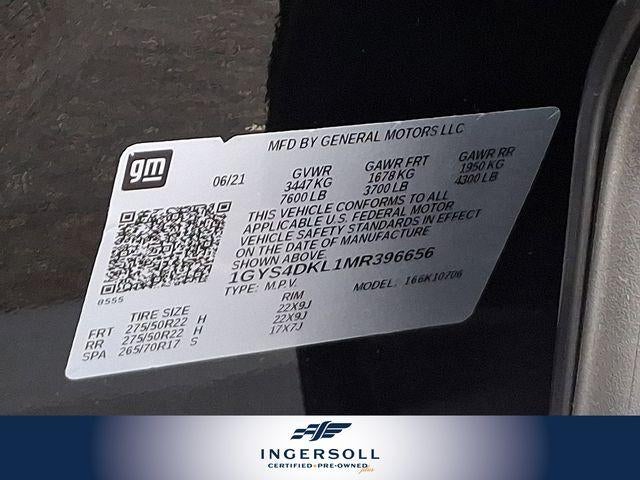 MFD BY GENERAL MOTORS LLC
gm
06/21 GVWR GAWR FRT GAWR RR
3447 KG 1678 KG 1950 KG
7600 LB 3700 LB 4300 LB
THIS VEHICLE CONFORMS TO ALL
APPLICABLE U.S. FEDERAL MOTOR
VEHICLE SAFETY STANDARDS IN EFFECT
ON THE DATE OF MANUFACTURE
SHOWN ABOVE.
1GYS4DKL1MR396656
TYPE: M.P.V. MODEL: 166K10706
8555
TIRE SIZE RIM
FRT 275/50R22 H 22X9J
RR 275/50R22 H 22X9J
SPA 265/70R17 S 17X7J
INGERSOLL
CERTIFIED • PRE-OWNED plus